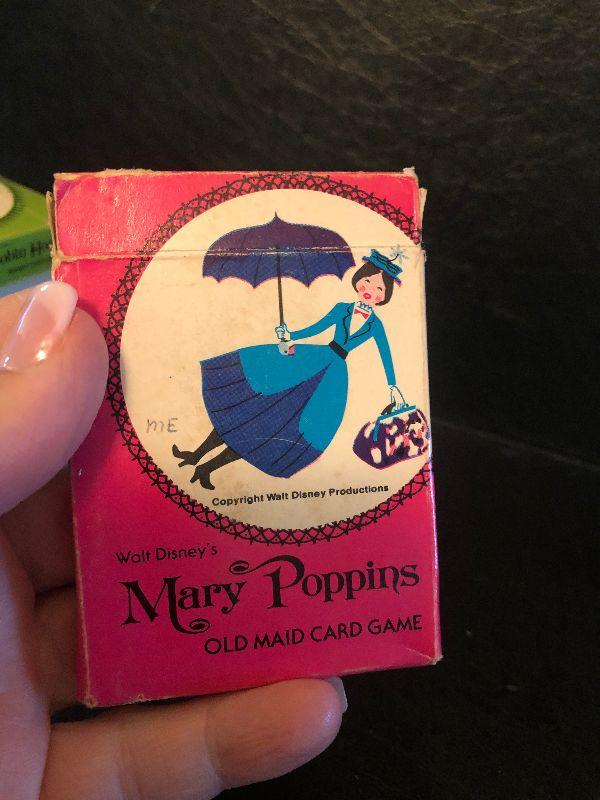 mE
Copyright Walt Disney Productions
Walt Disney's
Mary Poppins
OLD MAID CARD GAME